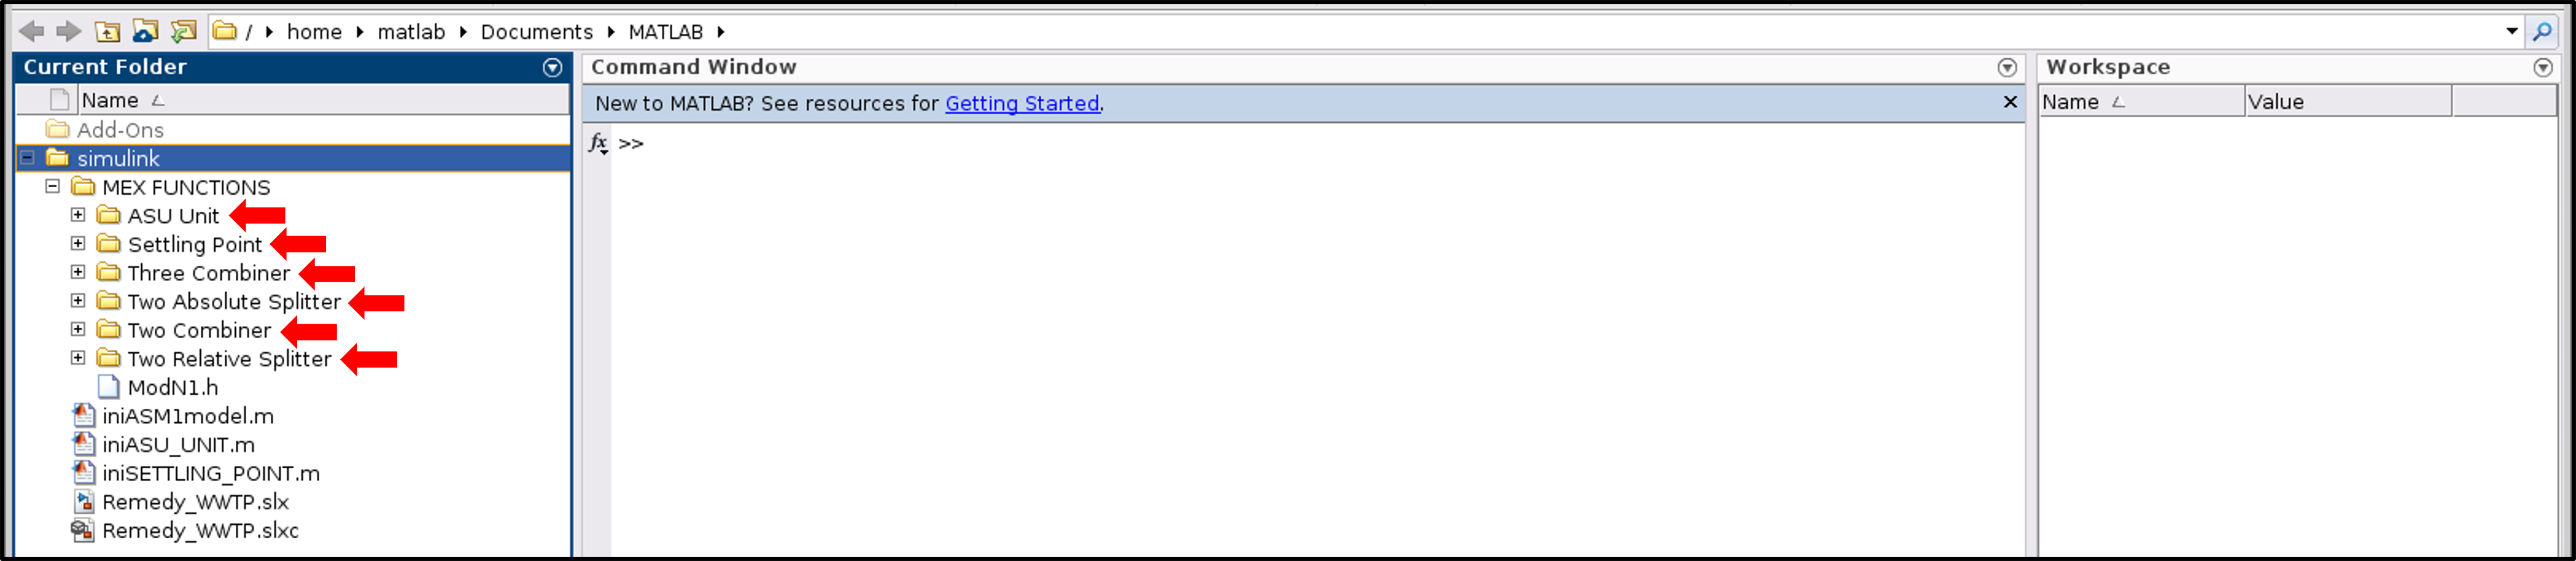 / home matlab Documents MATLAB
Current Folder
Name
Add-Ons
simulink
MEX FUNCTIONS
ASU Unit
Settling Point
Three Combiner
Two Absolute Splitter
Two Combiner
Two Relative Splitter
ModN1.h
iniASM1model.m
iniASU_UNIT.m
iniSETTLING_POINT.m
Remedy_WWTP.slx
Remedy_WWTP.slxc
Command Window
New to MATLAB? See resources for Getting Started.
fx >>
Workspace
Name Value